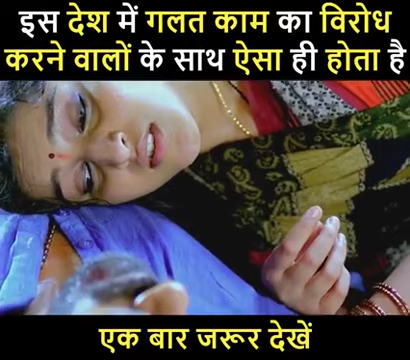 इस देश में गलत काम का विरोध
करने वालों के साथ ऐसा ही होता है
एक बार जरूर देखें